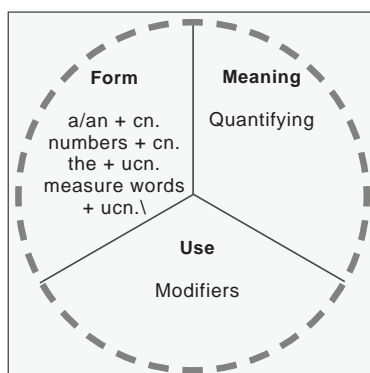 Form
a/an + cn.
numbers + cn.
the + ucn.
measure words
+ ucn.\
Meaning
Quantifying
Use
Modifiers